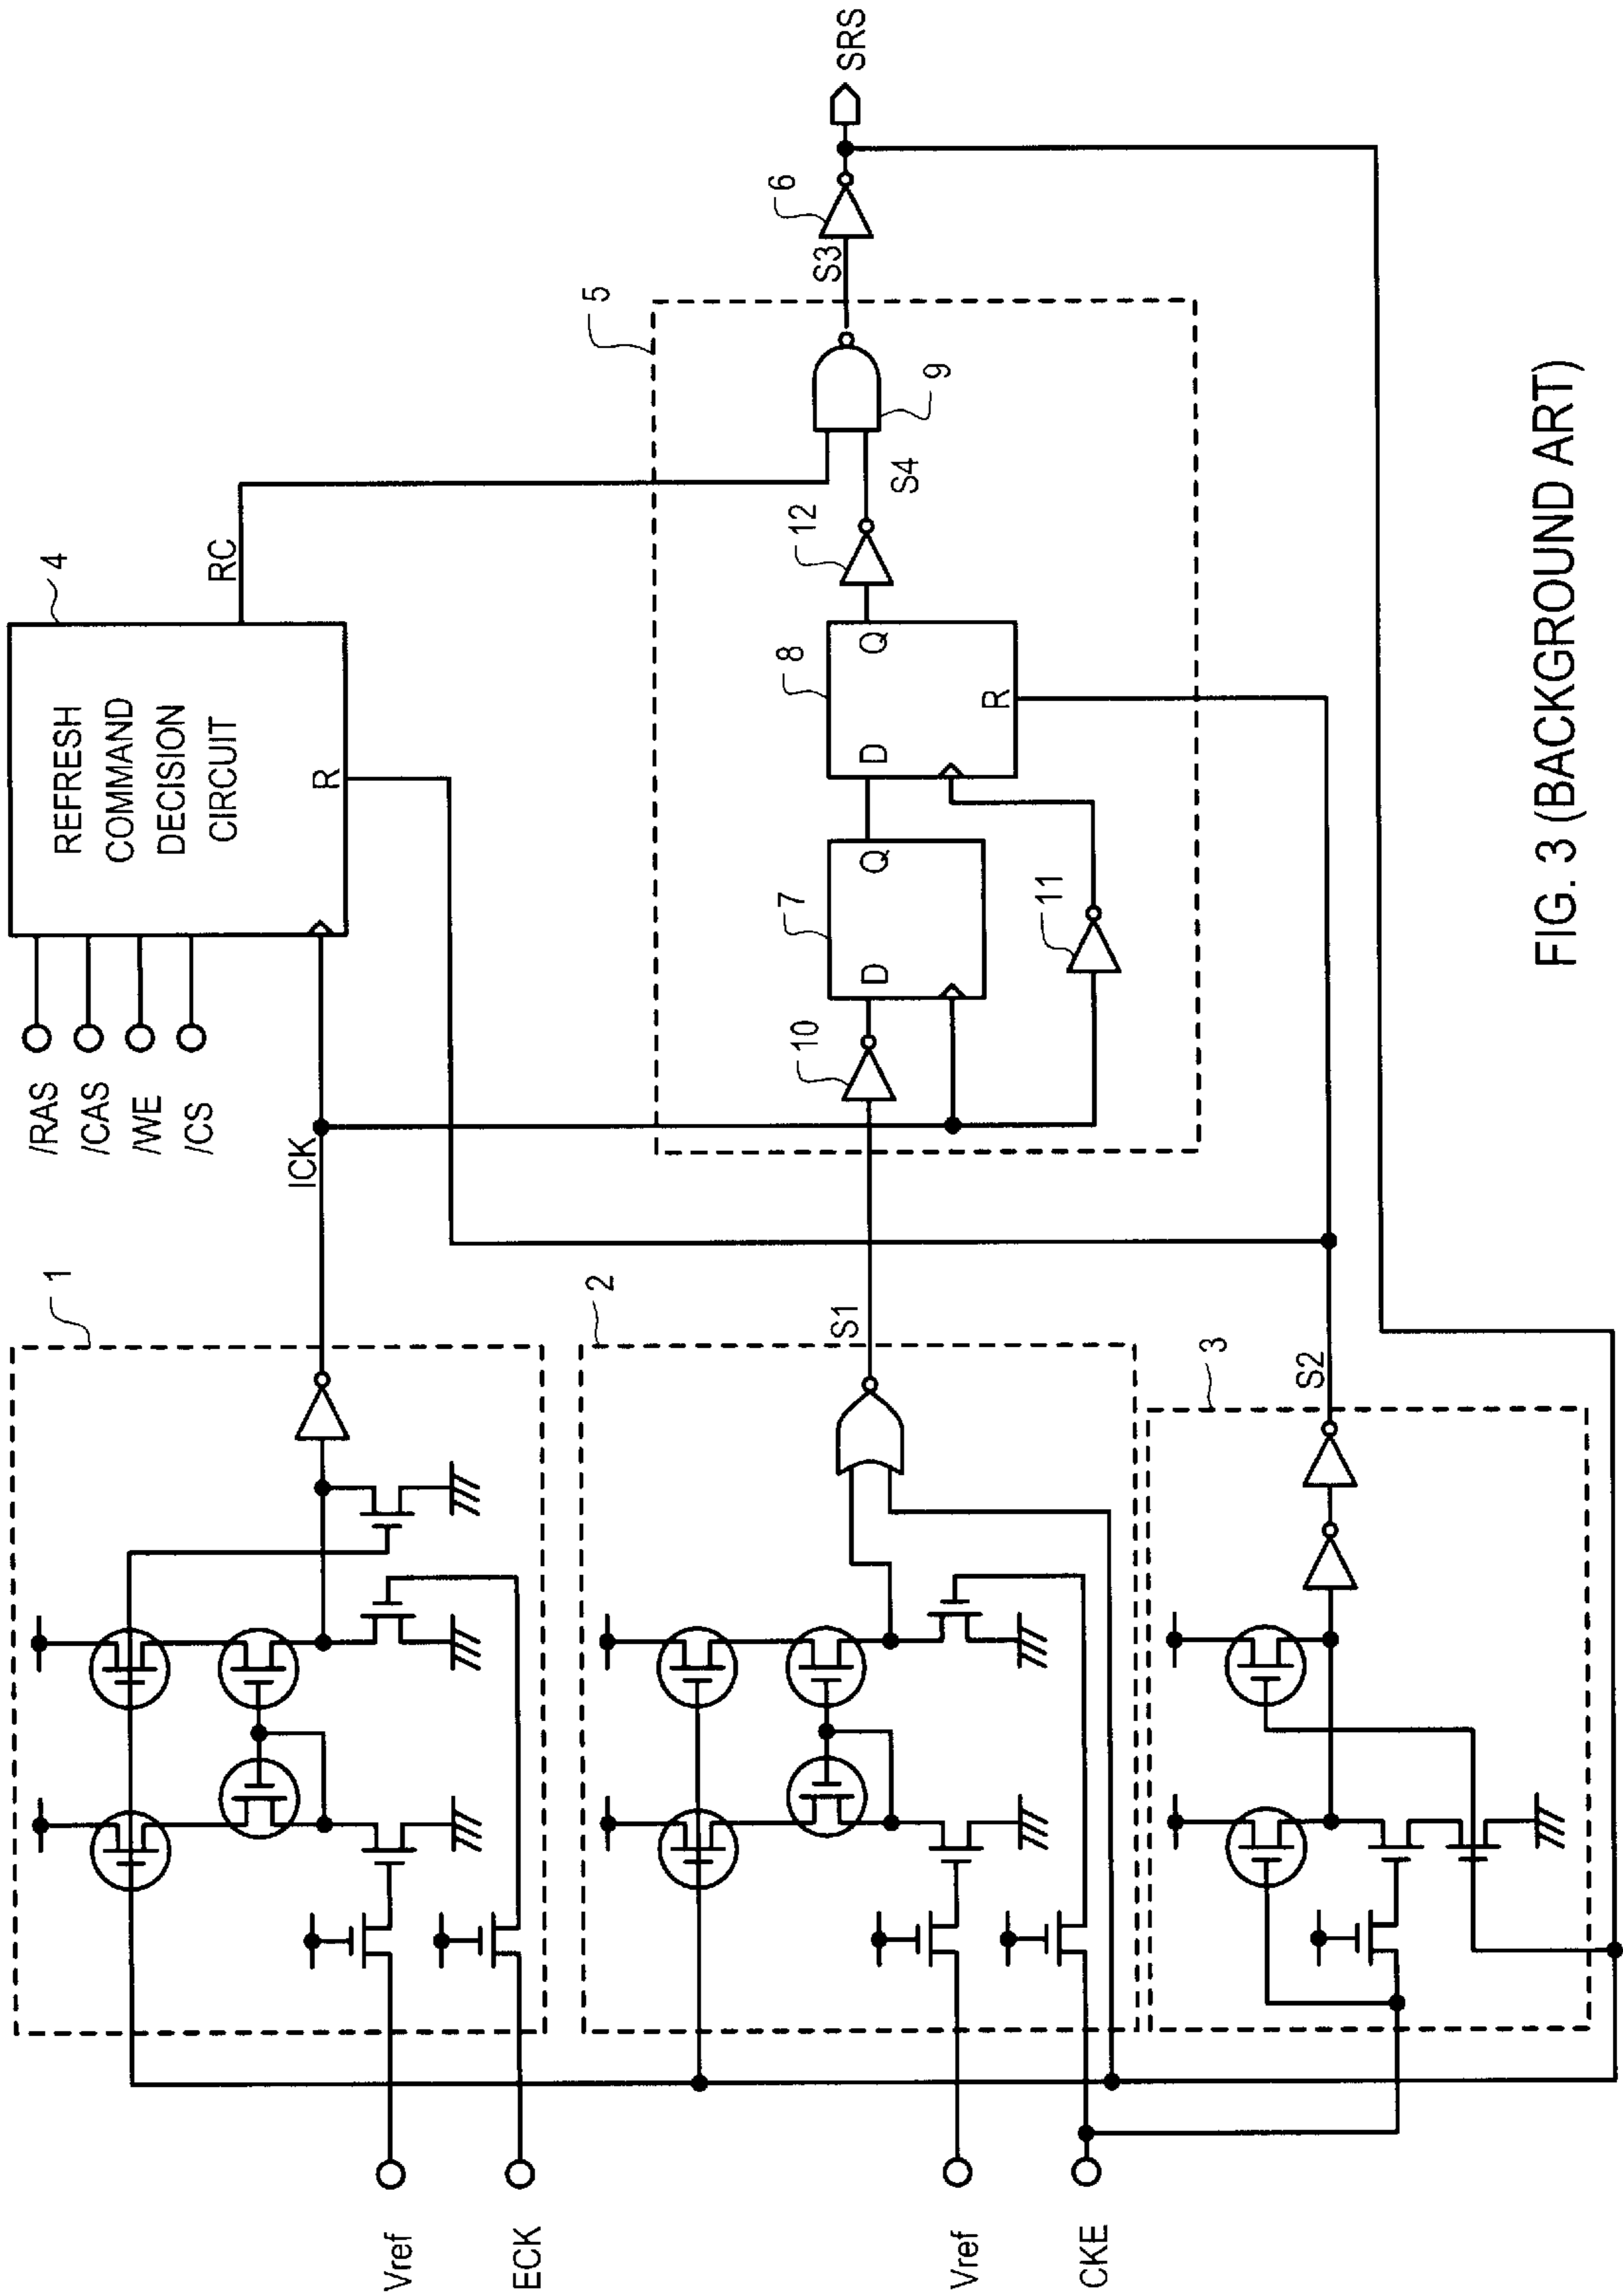 1
2
3
4
REFRESH
COMMAND
DECISION
CIRCUIT
R
RC
/RAS
/CAS
/WE
/CS
ICK
5
10
D
Q
7
D
Q
8
R
11
12
S4
9
S3
6
SRS
S1
S2
Vref
ECK
Vref
CKE
FIG. 3 (BACKGROUND ART)